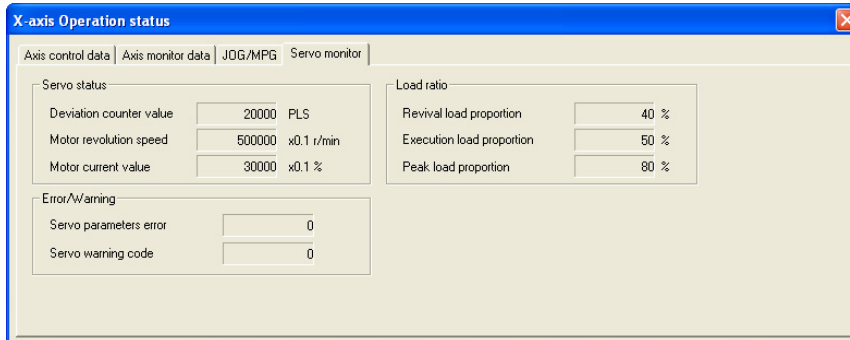 X-axis Operation status
Axis control data Axis monitor data JOG/MPG Servo monitor
Servo status
Deviation counter value 20000 PLS
Motor revolution speed 500000 x0.1 r/min
Motor current value 30000 x0.1 %
Load ratio
Revival load proportion 40 %
Execution load proportion 50 %
Peak load proportion 80 %
Error/Warning
Servo parameters error 0
Servo warning code 0